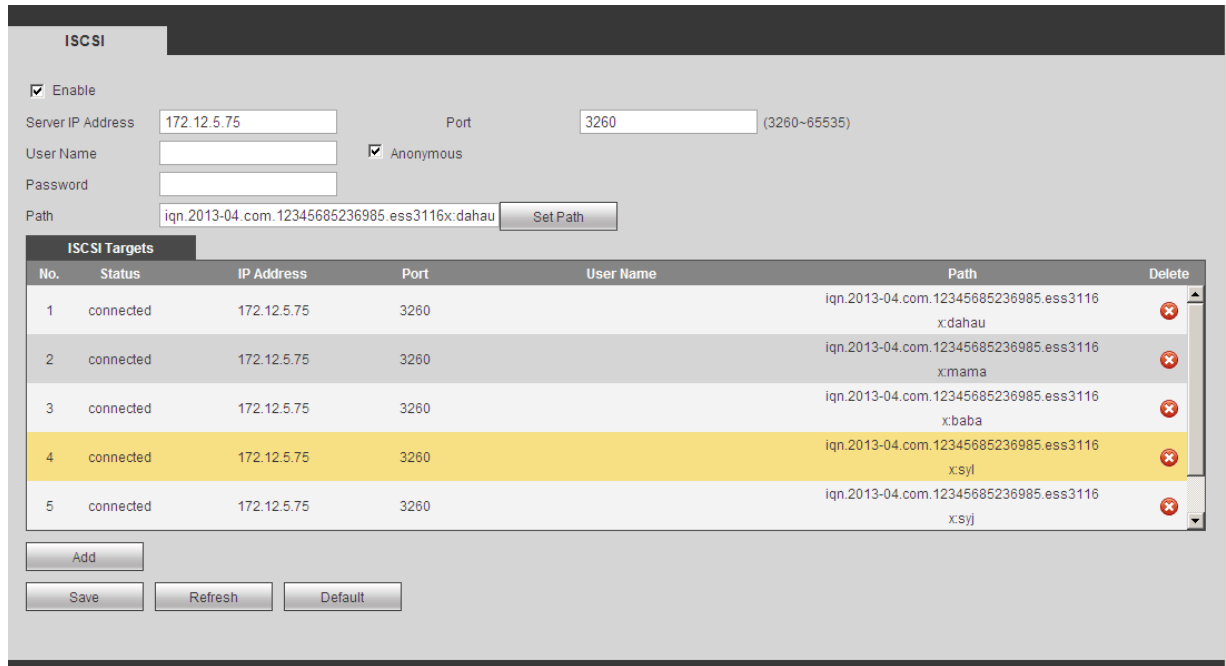 ISCSI
Enable
Server IP Address 172.12.5.75 Port 3260 (3260~65535)
User Name Anonymous
Password
Path iqn.2013-04.com.12345685236985.ess3116x:dahau Set Path
ISCSI Targets
No. Status IP Address Port User Name Path Delete
1 connected 172.12.5.75 3260 iqn.2013-04.com.12345685236985.ess3116
x:dahau
2 connected 172.12.5.75 3260 iqn.2013-04.com.12345685236985.ess3116
x:mama
3 connected 172.12.5.75 3260 iqn.2013-04.com.12345685236985.ess3116
x:baba
4 connected 172.12.5.75 3260 iqn.2013-04.com.12345685236985.ess3116
x:syl
5 connected 172.12.5.75 3260 iqn.2013-04.com.12345685236985.ess3116
x:syj
Add
Save Refresh Default